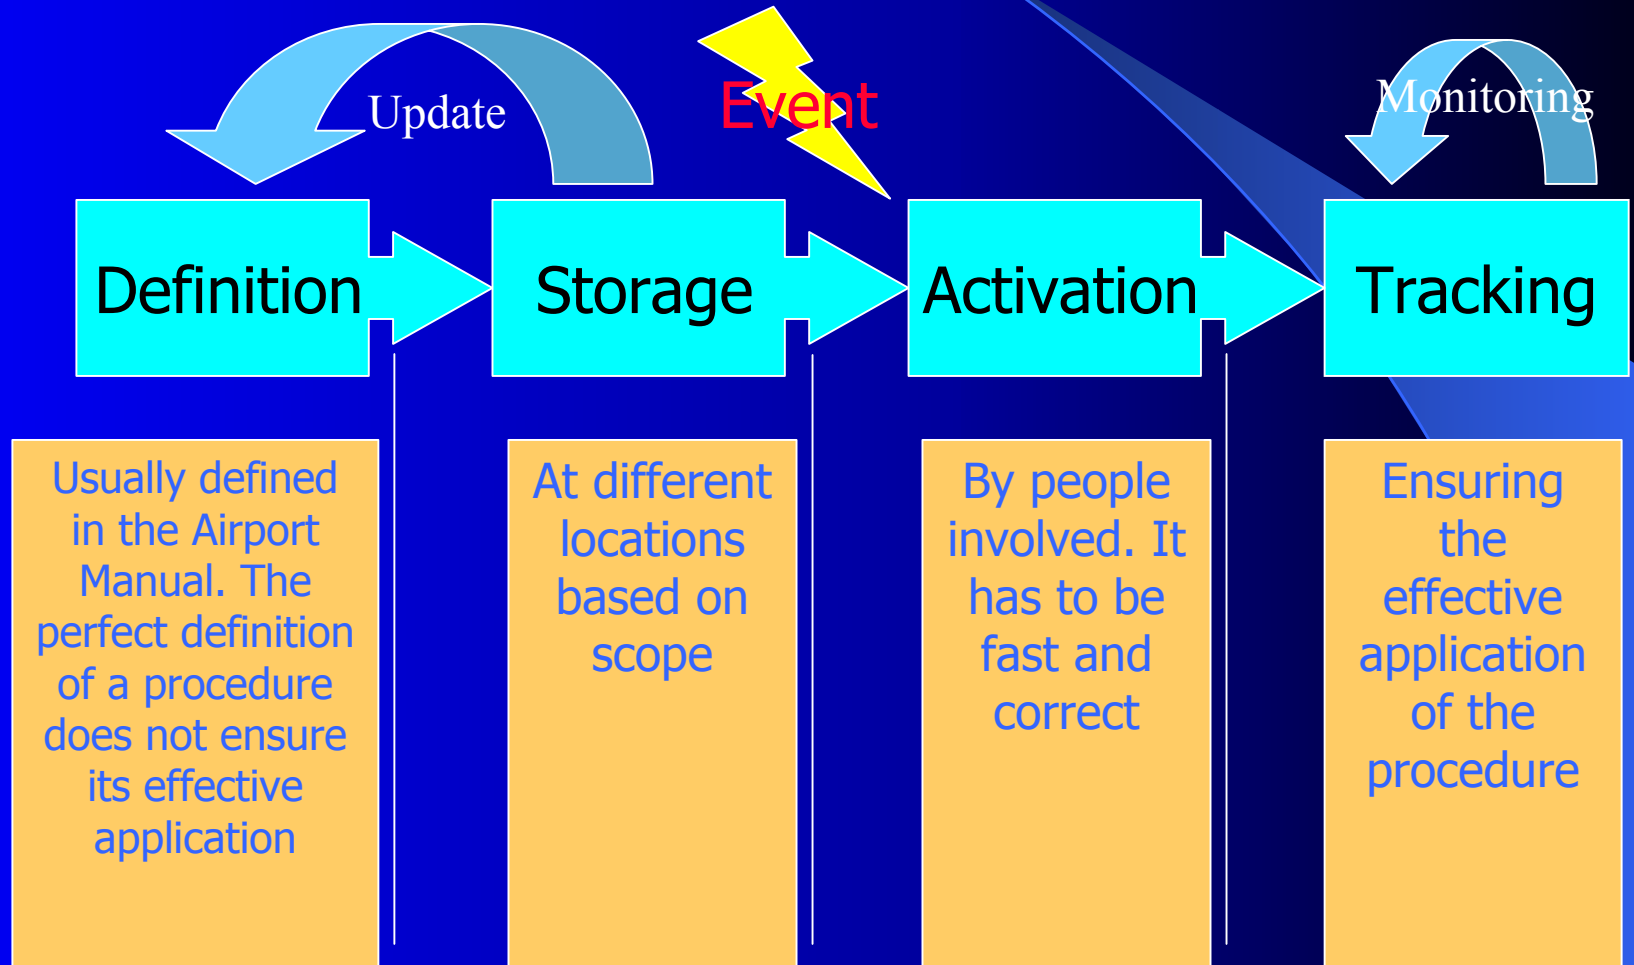 Update
Event
Monitoring
Definition
Storage
Activation
Tracking
Usually defined
in the Airport
Manual. The
perfect definition
of a procedure
does not ensure
its effective
application
At different
locations
based on
scope
By people
involved. It
has to be
fast and
correct
Ensuring
the
effective
application
of the
procedure